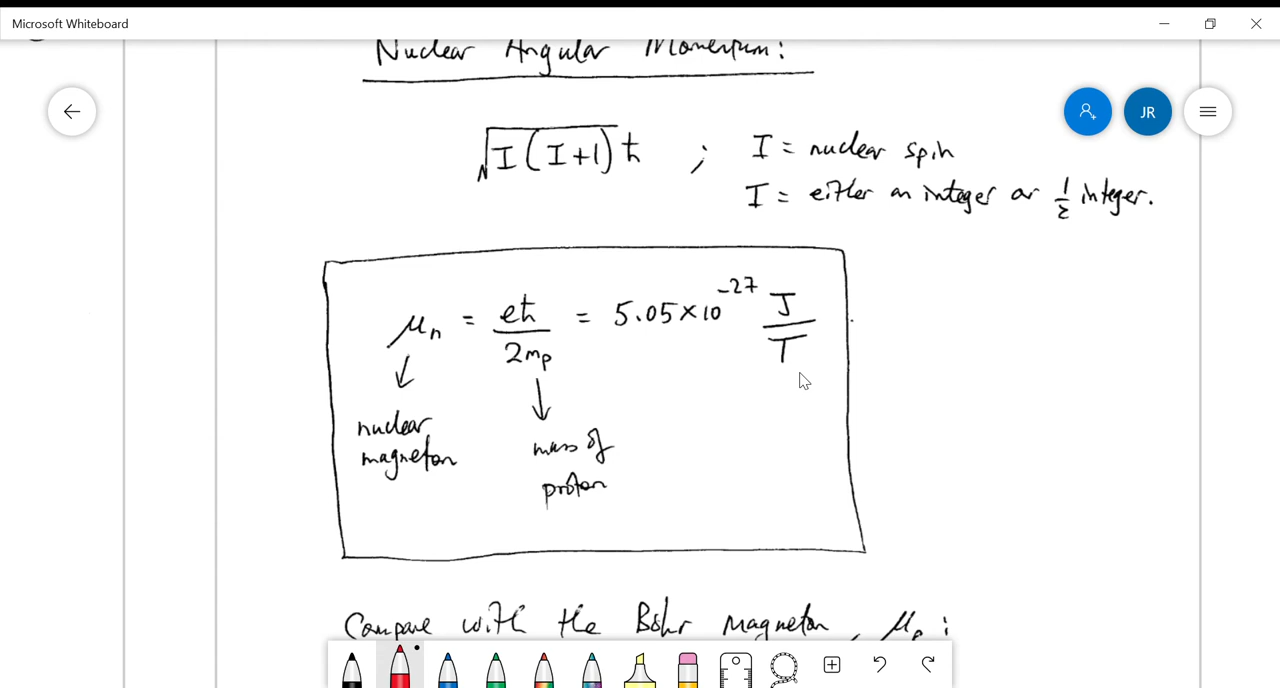 Microsoft Whiteboard
Nuclear Angular Momentum:
√I(I+1) ħ ; I = nuclear spin
I = either an integer or 1/2 integer.
μn = eħ/2mp = 5.05×10^-27 J/T
nuclear magneton
mass of proton
Compare with the Bohr magneton, μB:
JR